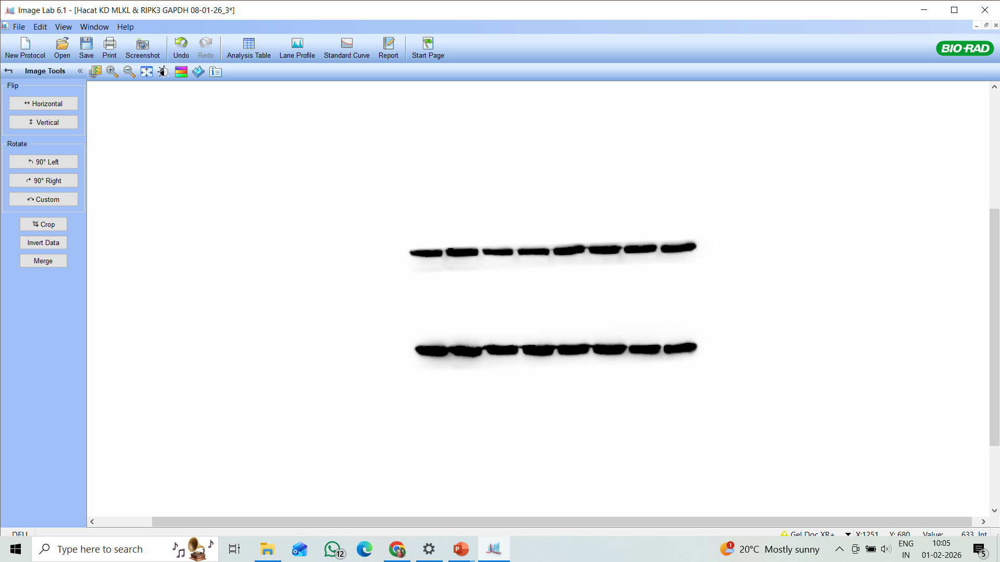 Image Lab 6.1 - [Hacat KD MLKL & RIPK3 GAPDH 08-01-26_3*]
File Edit View Window Help
New Protocol Open Save Print Screenshot Undo Redo Analysis Table Lane Profile Standard Curve Report Start Page
BIO-RAD
Image Tools
Flip
Horizontal
Vertical
Rotate
90° Left
90° Right
Custom
Crop
Invert Data
Merge
Gel Doc XR+ X:1251 Y: 680 Value: 633 Int
Type here to search
12
1
20°C Mostly sunny
ENG
IN
10:05
01-02-2026
5